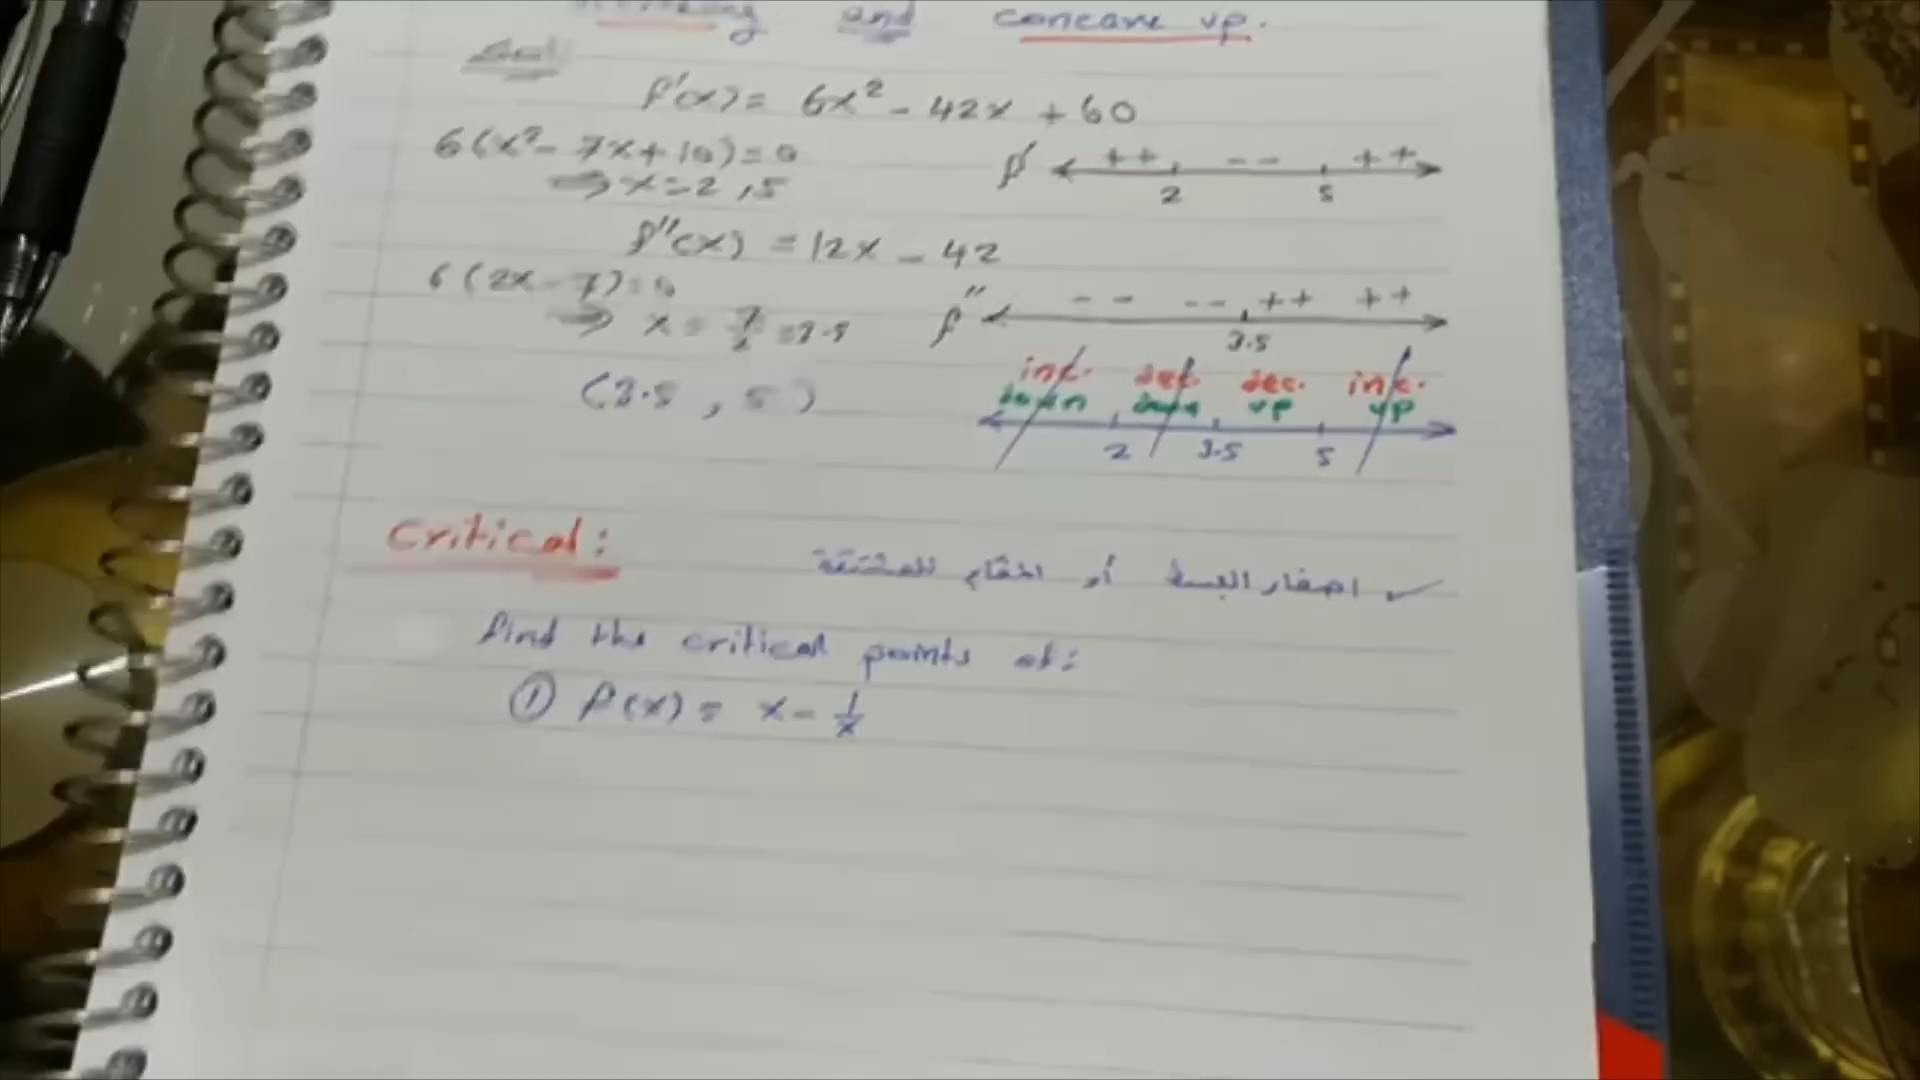 and concave up.
Sol
f'(x) = 6x² - 42x + 60
6(x² - 7x + 10) = 0
⇒ x = 2 , 5
f' ++ 2 -- 5 ++
f''(x) = 12x - 42
6(2x - 7) = 0
⇒ x = 7/2 = 3.5
f'' -- -- 3.5 ++ ++
(3.5 , 5)
inc. dec. dec. inc.
down down up up
2 3.5 5
Critical:
✓ اصفار البسط أو المقام للمشتقة
find the critical points of:
① f(x) = x - 1/x